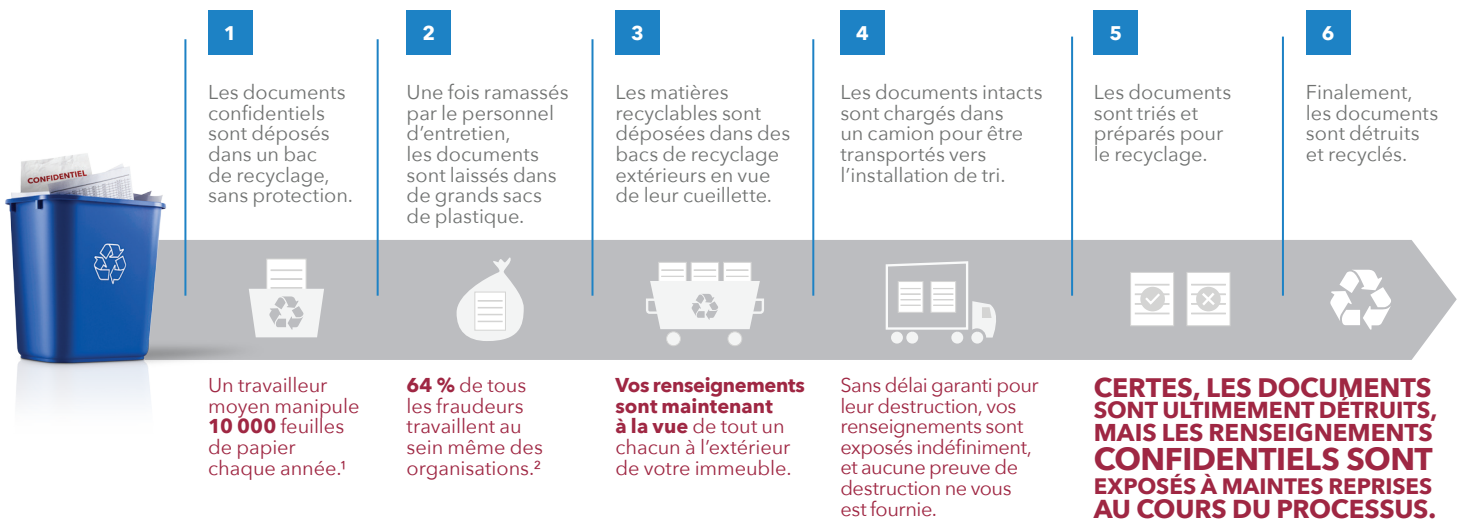 CONFIDENTIEL
1
Les documents
confidentiels
sont déposés
dans un bac
de recyclage,
sans protection.
Un travailleur
moyen manipule
10 000 feuilles
de papier
chaque année.¹
2
Une fois ramassés
par le personnel
d’entretien,
les documents
sont laissés dans
de grands sacs
de plastique.
64 % de tous
les fraudeurs
travaillent au
sein même des
organisations.²
3
Les matières
recyclables sont
déposées dans des
bacs de recyclage
extérieurs en vue
de leur cueillette.
Vos renseignements
sont maintenant
à la vue de tout un
chacun à l’extérieur
de votre immeuble.
4
Les documents intacts
sont chargés dans
un camion pour être
transportés vers
l’installation de tri.
Sans délai garanti pour
leur destruction, vos
renseignements sont
exposés indéfiniment,
et aucune preuve de
destruction ne vous
est fournie.
5
Les documents
sont triés et
préparés pour
le recyclage.
6
Finalement,
les documents
sont détruits
et recyclés.
CERTES, LES DOCUMENTS
SONT ULTIMEMENT DÉTRUITS,
MAIS LES RENSEIGNEMENTS
CONFIDENTIELS SONT
EXPOSÉS À MAINTES REPRISES
AU COURS DU PROCESSUS.